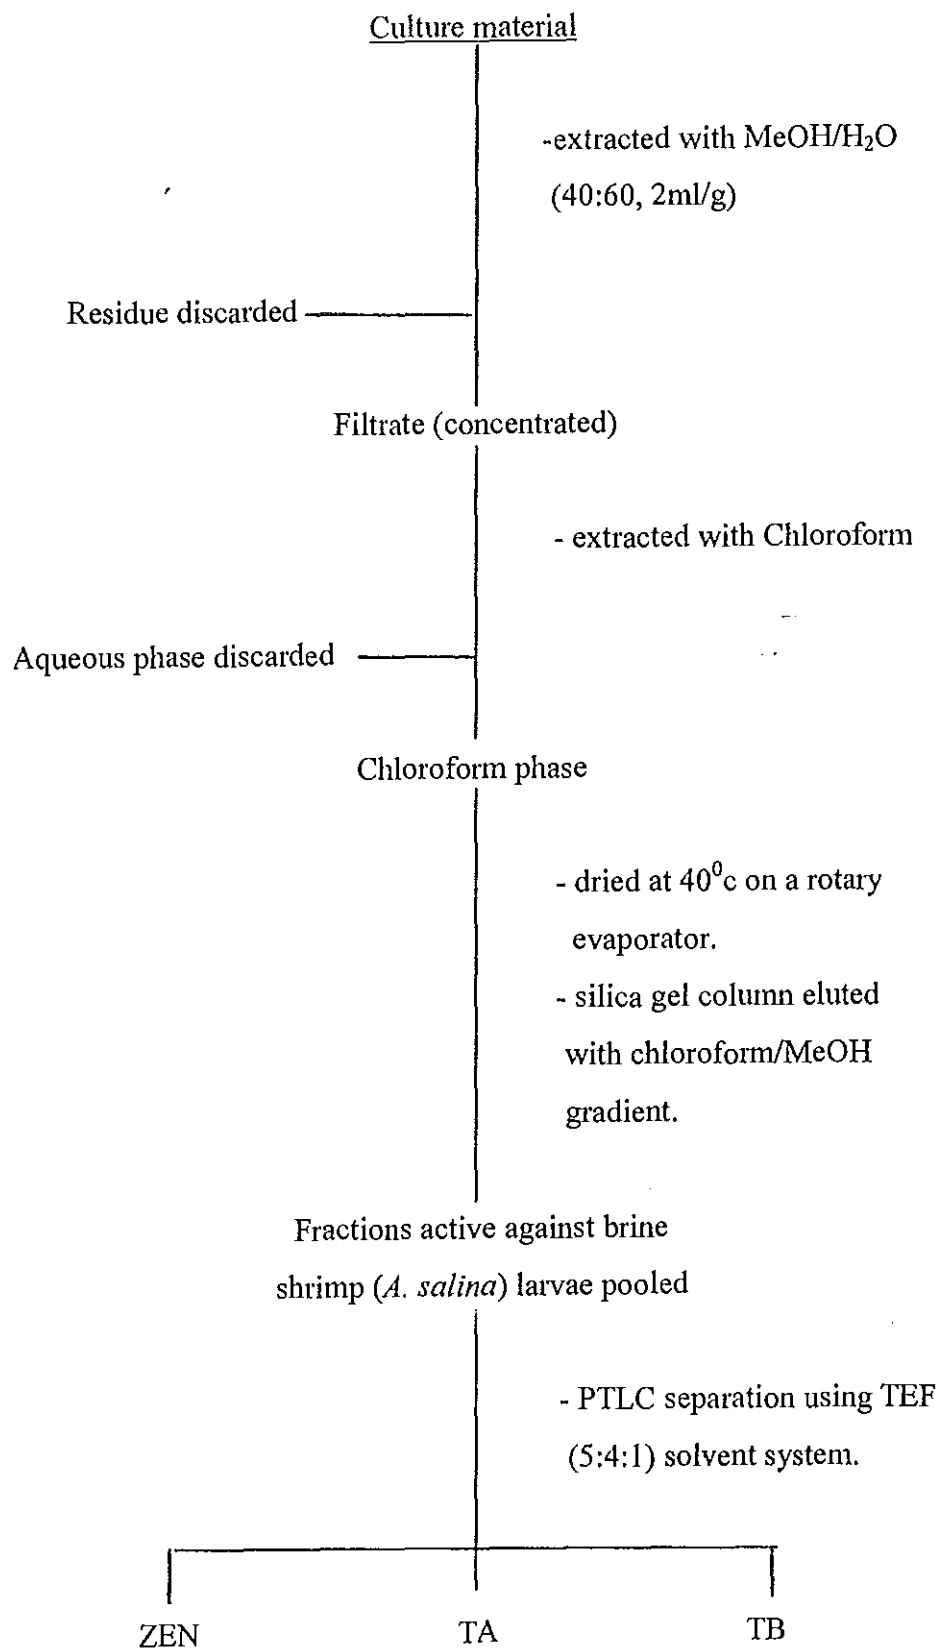 Culture material
-extracted with MeOH/H₂O
(40:60, 2ml/g)
Residue discarded
Filtrate (concentrated)
- extracted with Chloroform
Aqueous phase discarded
Chloroform phase
- dried at 40⁰c on a rotary
evaporator.
- silica gel column eluted
with chloroform/MeOH
gradient.
Fractions active against brine
shrimp (A. salina) larvae pooled
- PTLC separation using TEF
(5:4:1) solvent system.
ZEN TA TB